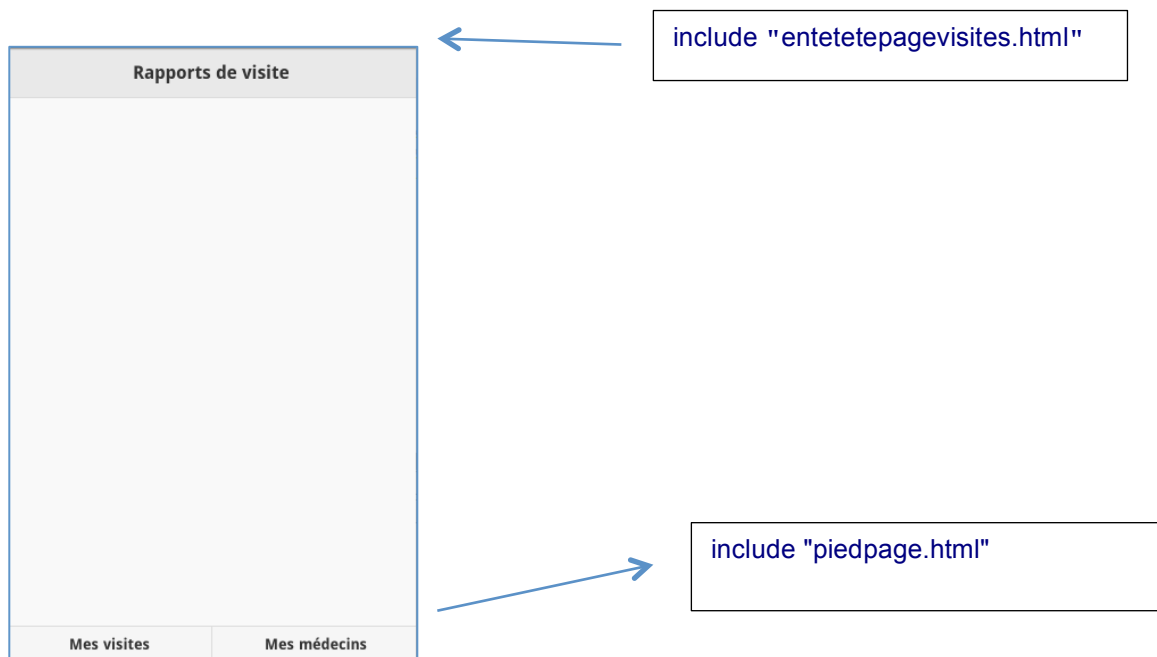 include "entetetepagevisites.html"
Rapports de visite
include "piedpage.html"
Mes visites
Mes médecins